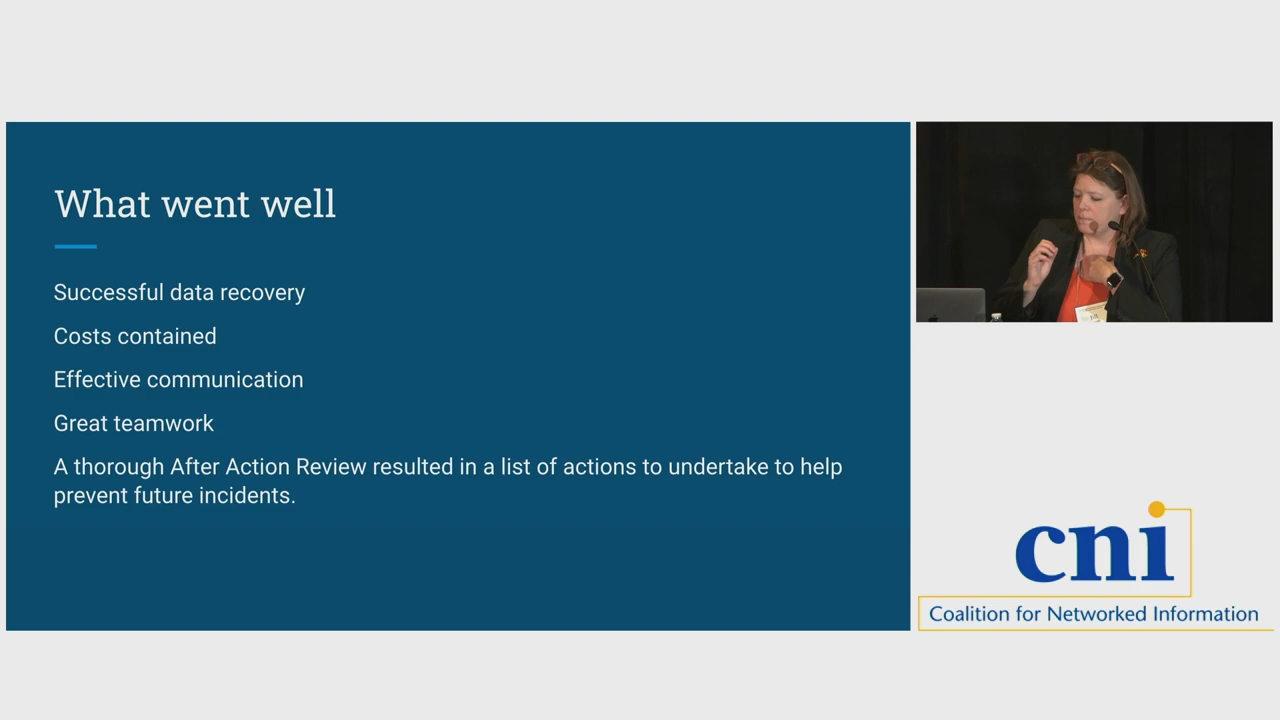 What went well
Successful data recovery
Costs contained
Effective communication
Great teamwork
A thorough After Action Review resulted in a list of actions to undertake to help
prevent future incidents.
cni
Coalition for Networked Information